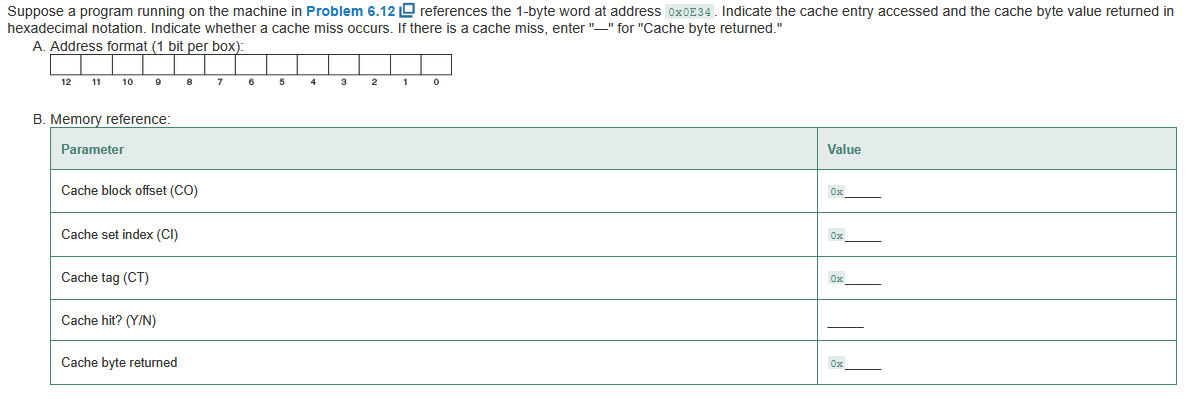 Suppose a program running on the machine in Problem 6.12 references the 1-byte word at address 0x0E34. Indicate the cache entry accessed and the cache byte value returned in
hexadecimal notation. Indicate whether a cache miss occurs. If there is a cache miss, enter "—" for "Cache byte returned."
A. Address format (1 bit per box):
12 11 10 9 8 7 6 5 4 3 2 1 0
B. Memory reference:
Parameter Value
Cache block offset (CO) 0x_____
Cache set index (CI) 0x_____
Cache tag (CT) 0x_____
Cache hit? (Y/N) _____
Cache byte returned 0x_____